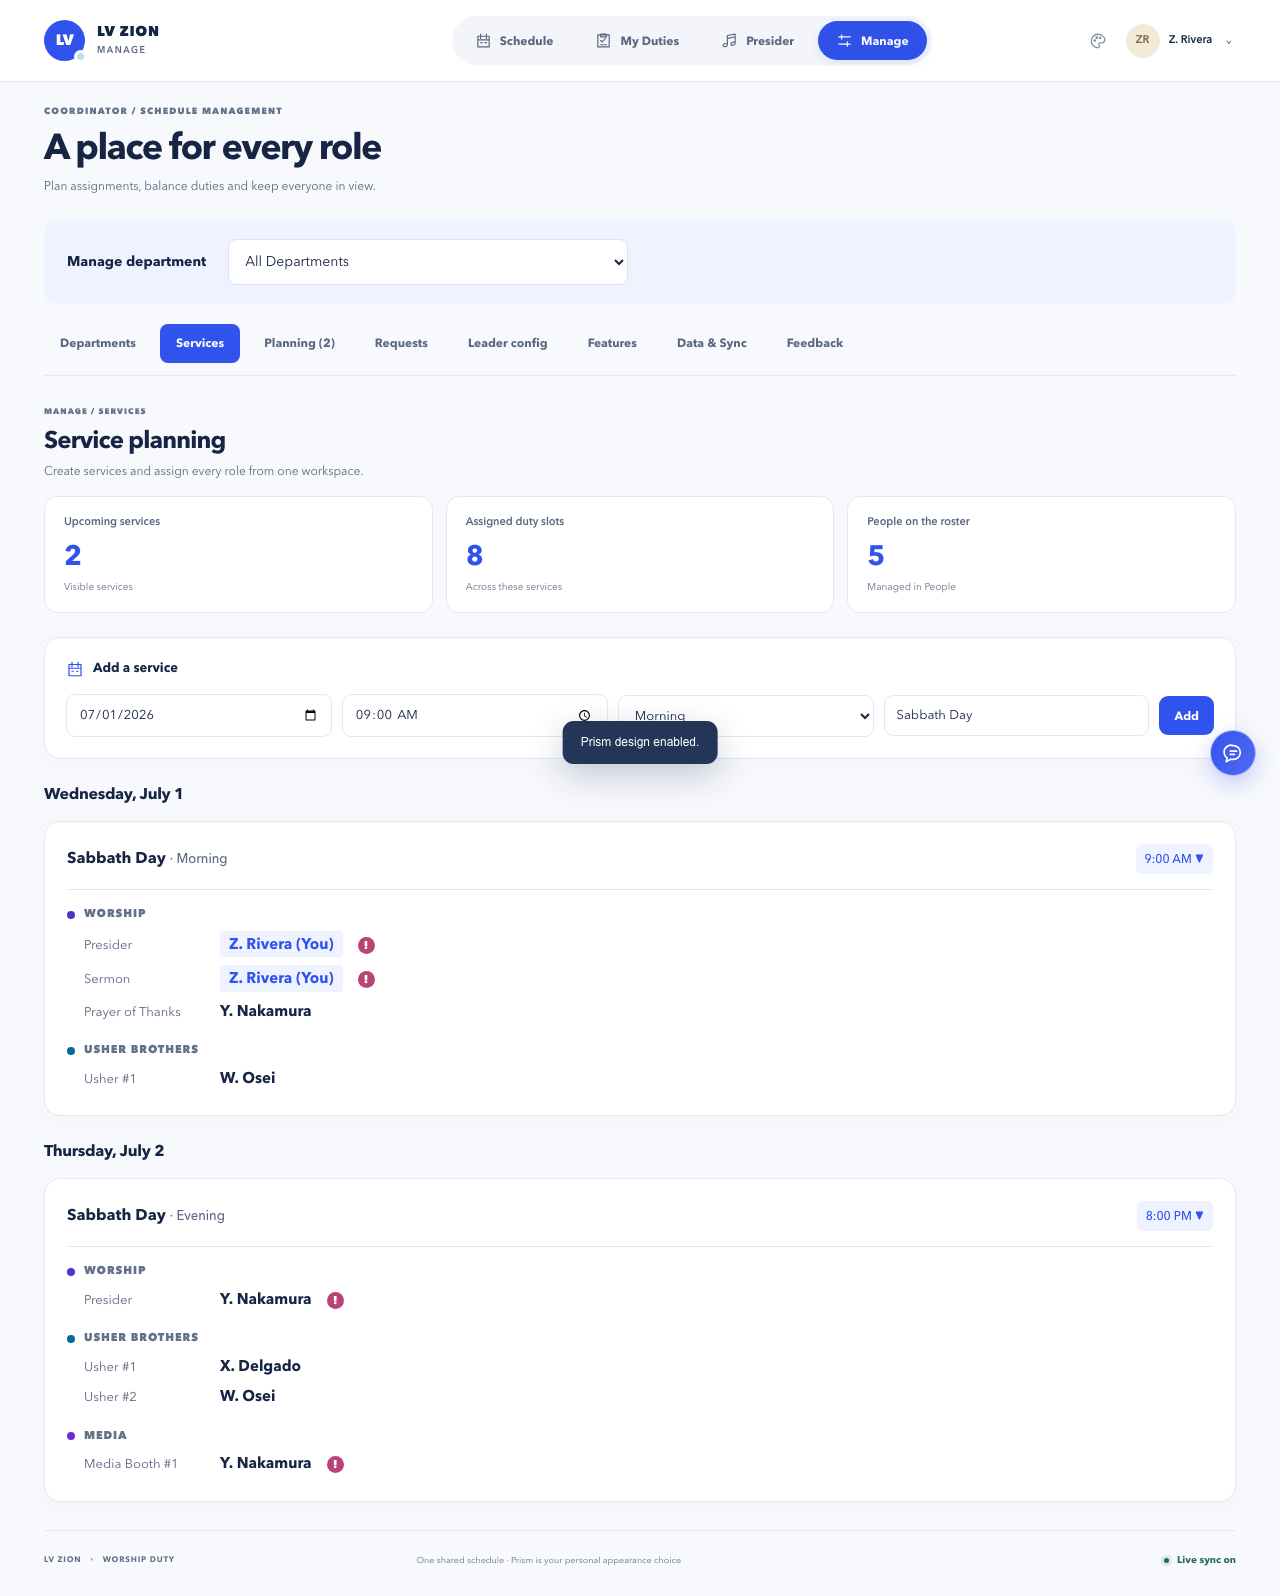 LV
LV ZION
MANAGE
Schedule
My Duties
Presider
Manage
ZR
Z. Rivera
COORDINATOR / SCHEDULE MANAGEMENT
A place for every role
Plan assignments, balance duties and keep everyone in view.
Manage department
All Departments
Departments
Services
Planning (2)
Requests
Leader config
Features
Data & Sync
Feedback
MANAGE / SERVICES
Service planning
Create services and assign every role from one workspace.
Upcoming services
2
Visible services
Assigned duty slots
8
Across these services
People on the roster
5
Managed in People
Add a service
07/01/2026
09:00 AM
Morning
Sabbath Day
Add
Prism design enabled.
Wednesday, July 1
Sabbath Day · Morning
9:00 AM ▼
WORSHIP
Presider Z. Rivera (You) !
Sermon Z. Rivera (You) !
Prayer of Thanks Y. Nakamura
USHER BROTHERS
Usher #1 W. Osei
Thursday, July 2
Sabbath Day · Evening
8:00 PM ▼
WORSHIP
Presider Y. Nakamura !
USHER BROTHERS
Usher #1 X. Delgado
Usher #2 W. Osei
MEDIA
Media Booth #1 Y. Nakamura !
LV ZION • WORSHIP DUTY
One shared schedule · Prism is your personal appearance choice
Live sync on